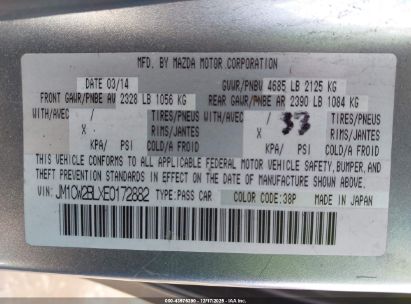 MFD. BY MAZDA MOTOR CORPORATION
DATE 03/14 GVWR/PNBV 4685 LB 2125 KG
FRONT GAWR/PNBE AV 2328 LB 1056 KG REAR GAWR/PNBE AR 2390 LB 1084 KG
WITH/AVEC TIRES/PNEUS WITH/AVEC TIRES/PNEUS
X RIMS/JANTES X RIMS/JANTES
KPA/ PSI COLD/A FROID KPA/ PSI COLD/A FROID
THIS VEHICLE CONFORMS TO ALL APPLICABLE FEDERAL MOTOR VEHICLE SAFETY, BUMPER, AND
THEFT PREVENTION STANDARDS IN EFFECT ON THE DATE OF MANUFACTURE SHOWN ABOVE.
VIN: TYPE: PASS CAR COLOR CODE: 38P MADE IN JAPAN